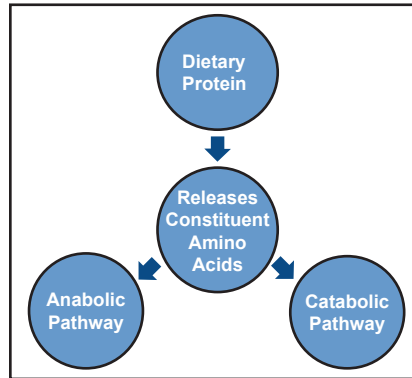 Dietary
Protein
Releases
Constituent
Amino
Acids
Anabolic
Pathway
Catabolic
Pathway